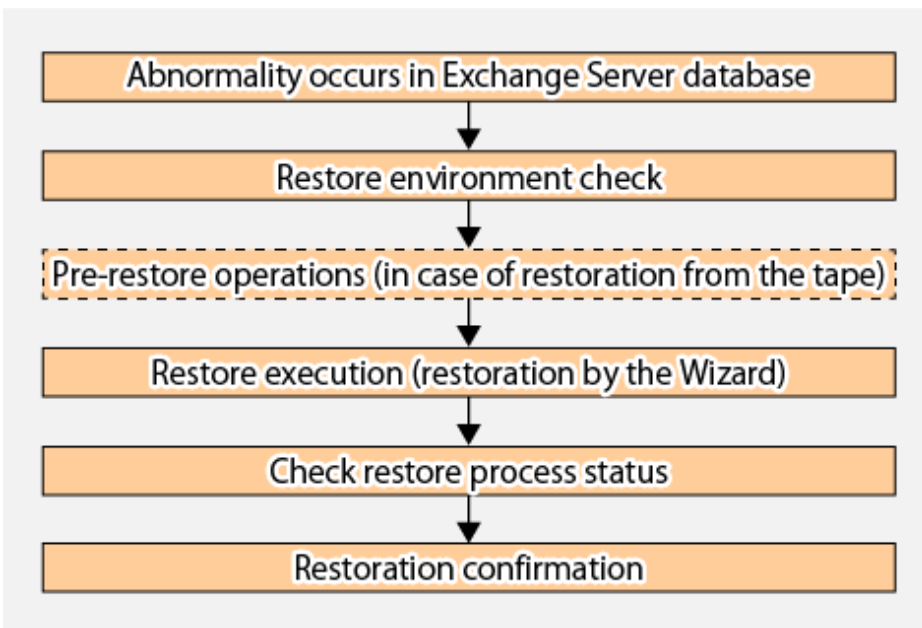 Abnormality occurs in Exchange Server database
Restore environment check
Pre-restore operations (in case of restoration from the tape)
Restore execution (restoration by the Wizard)
Check restore process status
Restoration confirmation